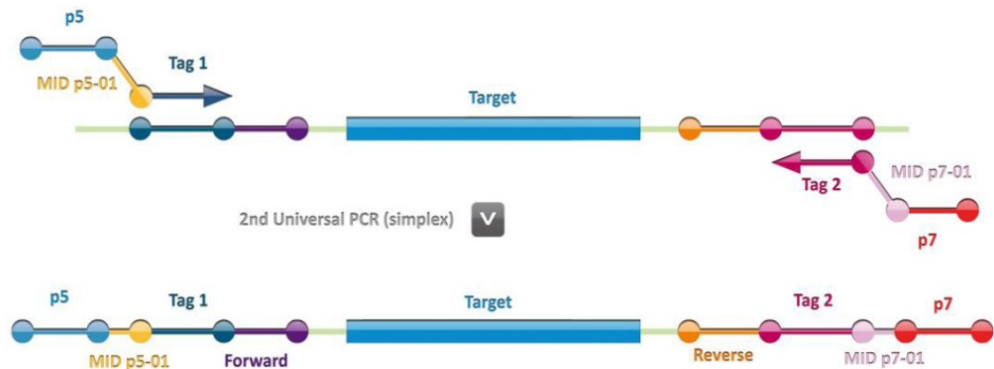 p5
Tag 1
MID p5-01
Target
MID p7-01
Tag 2
2nd Universal PCR (simplex)
V
p7
p5
Tag 1
Target
Tag 2
p7
MID p5-01
Forward
Reverse
MID p7-01